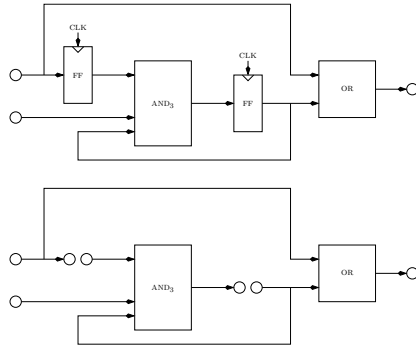 CLK
CLK
FF
AND₃
FF
OR
AND₃
OR